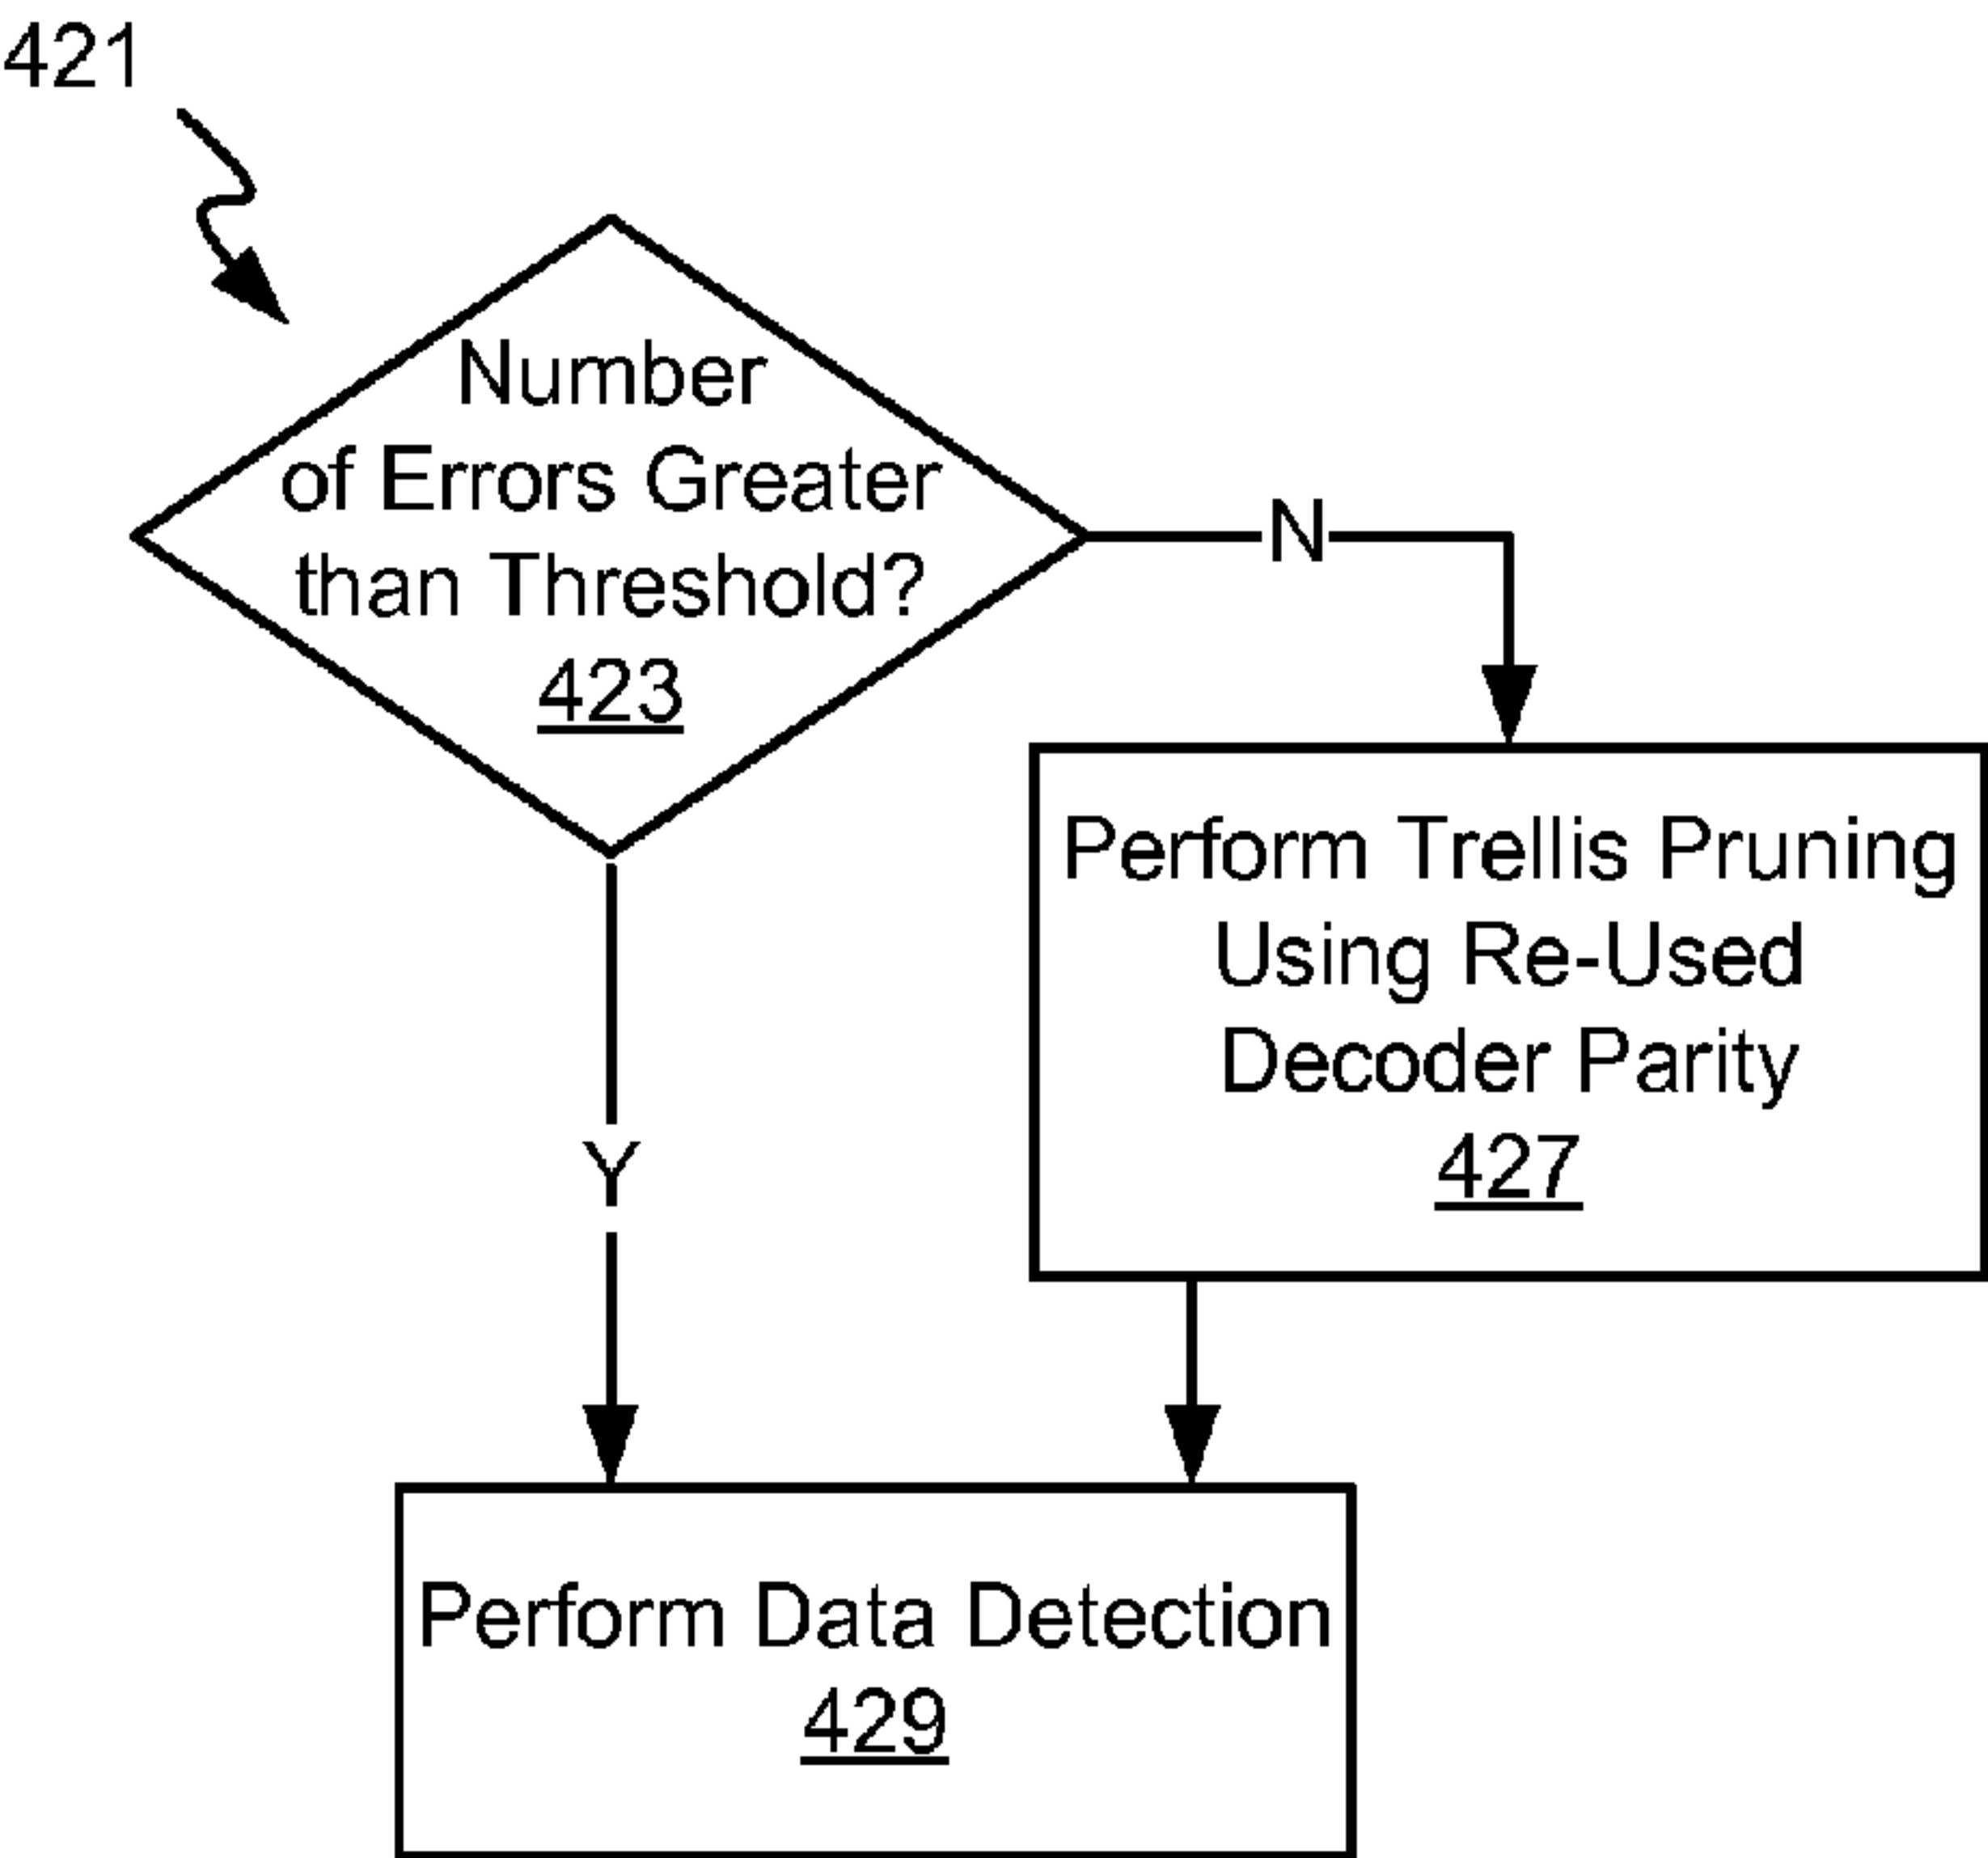 421
Number
of Errors Greater
than Threshold?
423
N
Perform Trellis Pruning
Using Re-Used
Decoder Parity
427
Y
Perform Data Detection
429